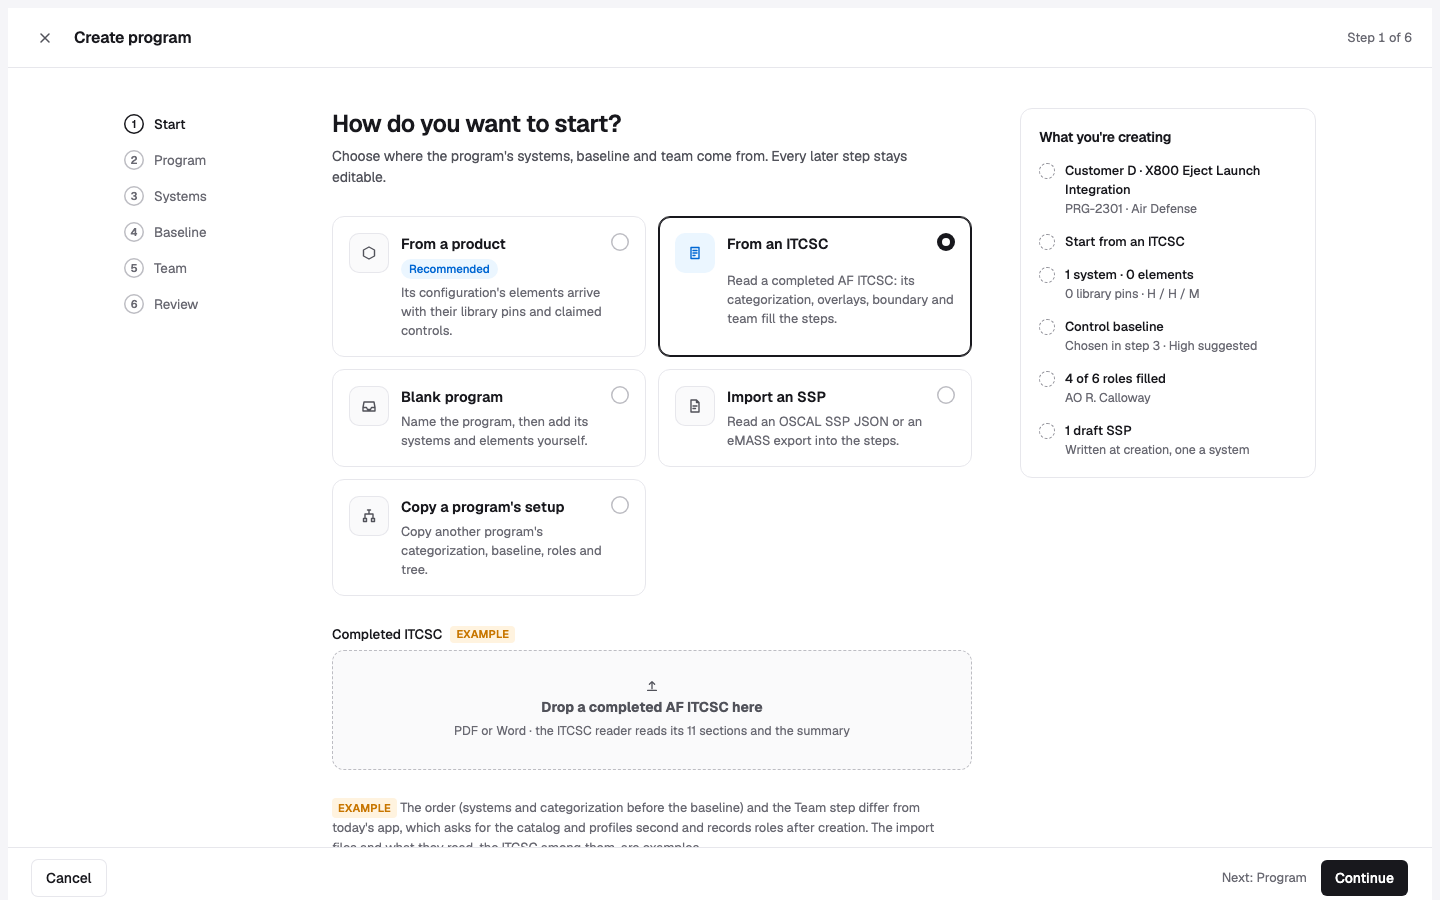 Create program
Step 1 of 6
1 Start
2 Program
3 Systems
4 Baseline
5 Team
6 Review
How do you want to start?
Choose where the program's systems, baseline and team come from. Every later step stays
editable.
From a product
Recommended
Its configuration's elements arrive
with their library pins and claimed
controls.
From an ITCSC
Read a completed AF ITCSC: its
categorization, overlays, boundary and
team fill the steps.
Blank program
Name the program, then add its
systems and elements yourself.
Import an SSP
Read an OSCAL SSP JSON or an
eMASS export into the steps.
Copy a program's setup
Copy another program's
categorization, baseline, roles and
tree.
Completed ITCSC EXAMPLE
Drop a completed AF ITCSC here
PDF or Word · the ITCSC reader reads its 11 sections and the summary
EXAMPLE The order (systems and categorization before the baseline) and the Team step differ from
today's app, which asks for the catalog and profiles second and records roles after creation. The import
files and what they read, the ITCSC among them, are examples.
What you're creating
Customer D · X800 Eject Launch
Integration
PRG-2301 · Air Defense
Start from an ITCSC
1 system · 0 elements
0 library pins · H / H / M
Control baseline
Chosen in step 3 · High suggested
4 of 6 roles filled
AO R. Calloway
1 draft SSP
Written at creation, one a system
Cancel
Next: Program
Continue